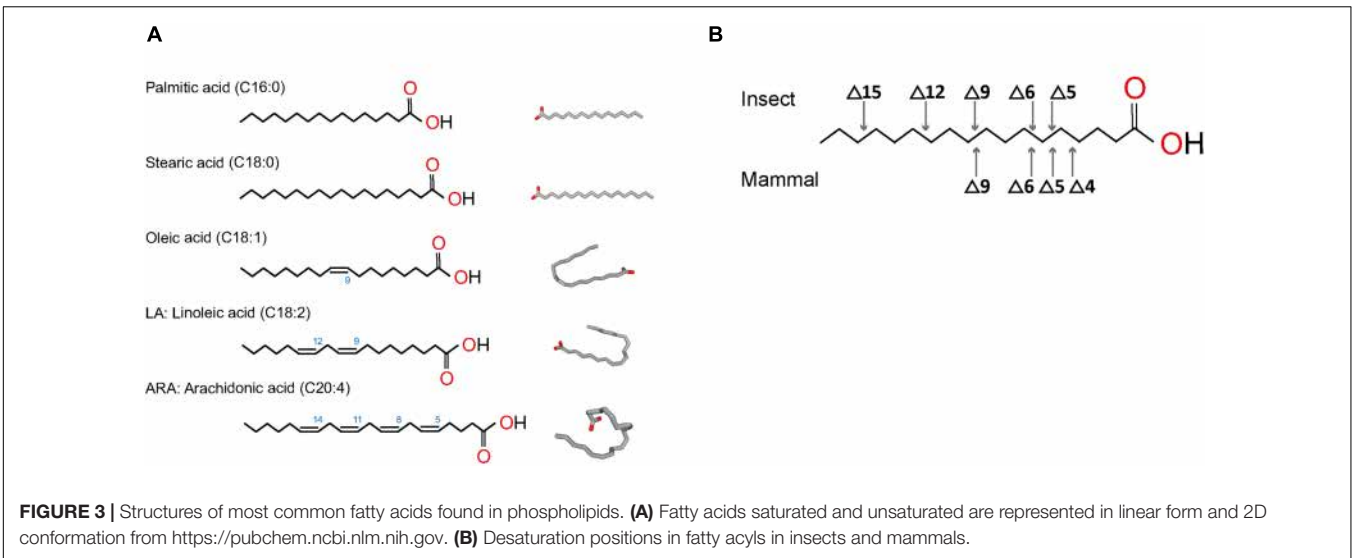 A
B
Palmitic acid (C16:0)
O
OH
Stearic acid (C18:0)
O
OH
Oleic acid (C18:1)
O
OH
9
LA: Linoleic acid (C18:2)
12 9
OH
O
ARA: Arachidonic acid (C20:4)
14 11 8 5
OH
O
Insect
△15 △12 △9 △6 △5
O
OH
Mammal
△9 △6 △5 △4
FIGURE 3 | Structures of most common fatty acids found in phospholipids. (A) Fatty acids saturated and unsaturated are represented in linear form and 2D
conformation from https://pubchem.ncbi.nlm.nih.gov. (B) Desaturation positions in fatty acyls in insects and mammals.